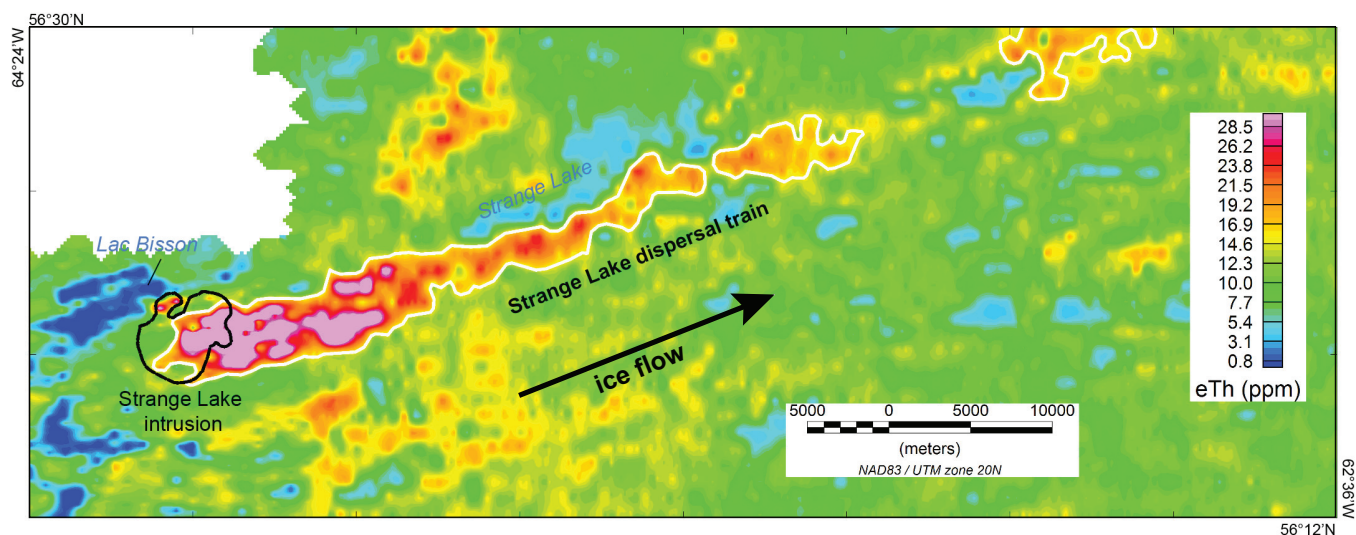 56°30'N
64°24'W
28.5
26.2
23.8
21.5
19.2
16.9
14.6
12.3
10.0
7.7
5.4
3.1
0.8
eTh (ppm)
Strange Lake
Lac Bisson
Strange Lake dispersal train
ice flow
Strange Lake
intrusion
5000 0 5000 10000
(meters)
NAD83 / UTM zone 20N
62°36'W
56°12'N